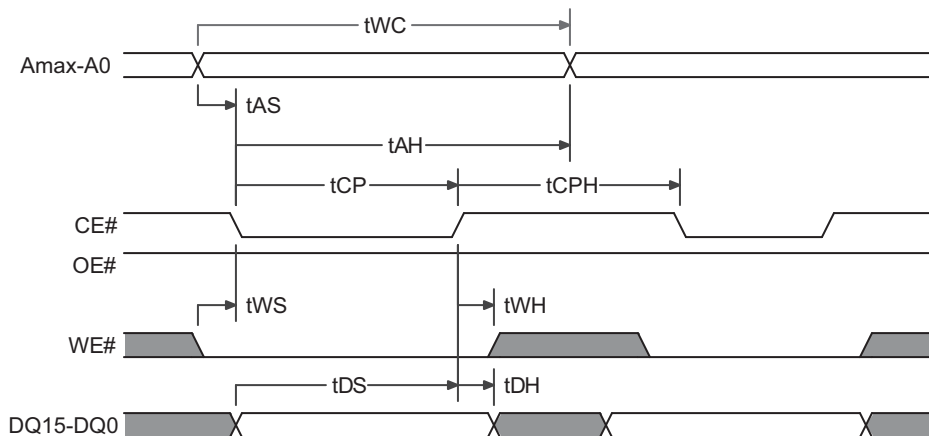 tWC
Amax-A0
tAS
tAH
tCP tCPH
CE#
OE#
tWS tWH
WE#
tDS tDH
DQ15-DQ0